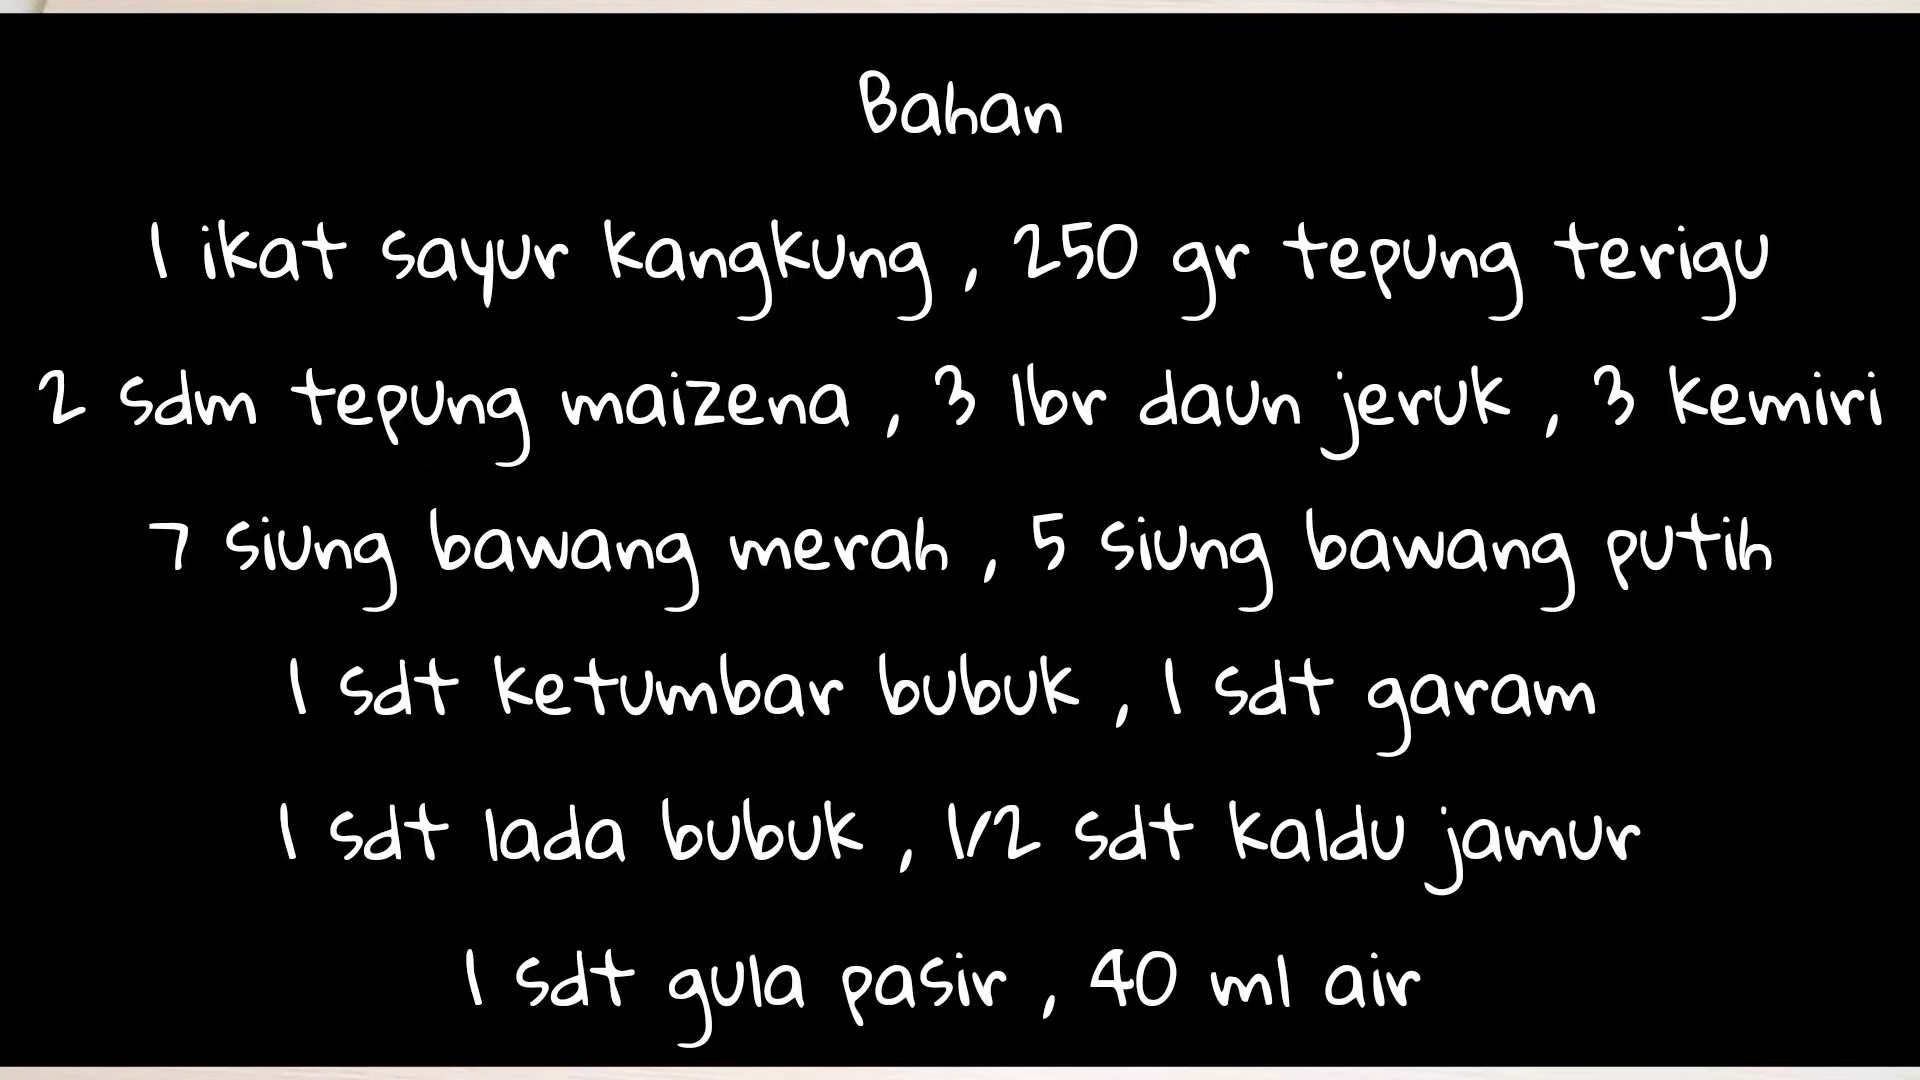 Bahan
1 ikat sayur kangkung , 250 gr tepung terigu
2 sdm tepung maizena , 3 lbr daun jeruk , 3 kemiri
7 siung bawang merah , 5 siung bawang putih
1 sdt ketumbar bubuk , 1 sdt garam
1 sdt lada bubuk , 1/2 sdt kaldu jamur
1 sdt gula pasir , 40 ml air